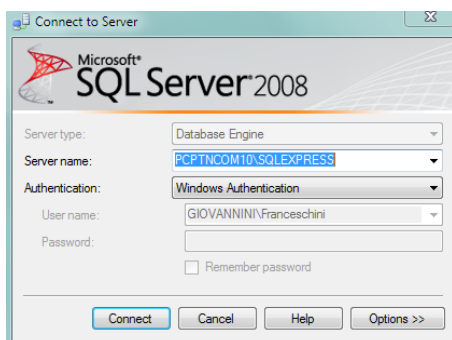 Connect to Server
Microsoft®
SQL Server® 2008
Server type: Database Engine
Server name: PCPTNCOM10\SQLEXPRESS
Authentication: Windows Authentication
User name: GIOVANNINI\Franceschini
Password:
Remember password
Connect Cancel Help Options >>